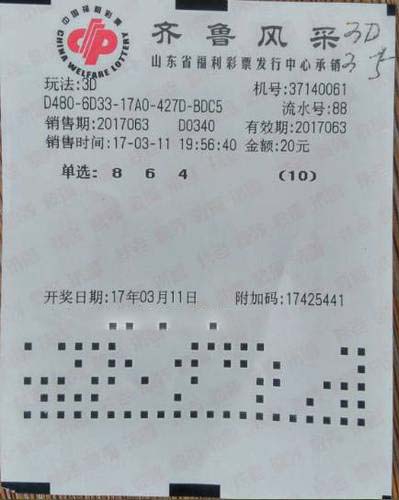 中国福利彩票
CHINA WELFARE LOTTERY
齐鲁风采
3D
山东省福利彩票发行中心承销
玩法:3D 机号:37140061
D480-6D33-17A0-427D-BDC5 流水号:88
销售期:2017063 D0340 有效期:2017063
销售时间:17-03-11 19:56:40 金额:20元
单选: 8 6 4 (10)
开奖日期:17年03月11日 附加码:17425441